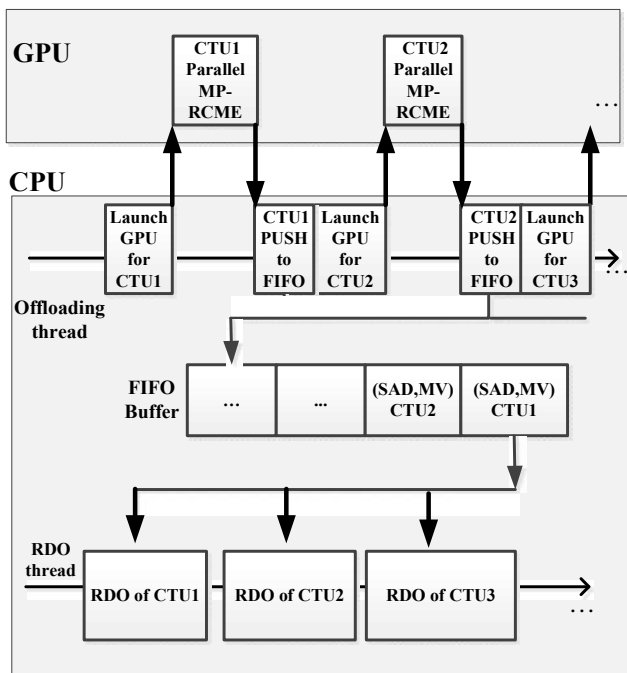 GPU
CTU1
Parallel
MP-
RCME
CTU2
Parallel
MP-
RCME
...
CPU
Launch
GPU
for
CTU1
CTU1
PUSH
to
FIFO
Launch
GPU
for
CTU2
CTU2
PUSH
to
FIFO
Launch
GPU
for
CTU3
...
Offloading
thread
FIFO
Buffer
...
...
(SAD,MV)
CTU2
(SAD,MV)
CTU1
RDO
thread
RDO of CTU1
RDO of CTU2
RDO of CTU3
...